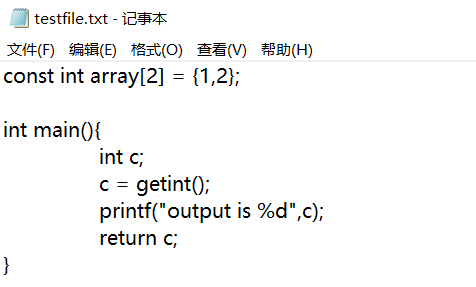 testfile.txt - 记事本
文件(F) 编辑(E) 格式(O) 查看(V) 帮助(H)
const int array[2] = {1,2};
int main(){
int c;
c = getint();
printf("output is %d",c);
return c;
}